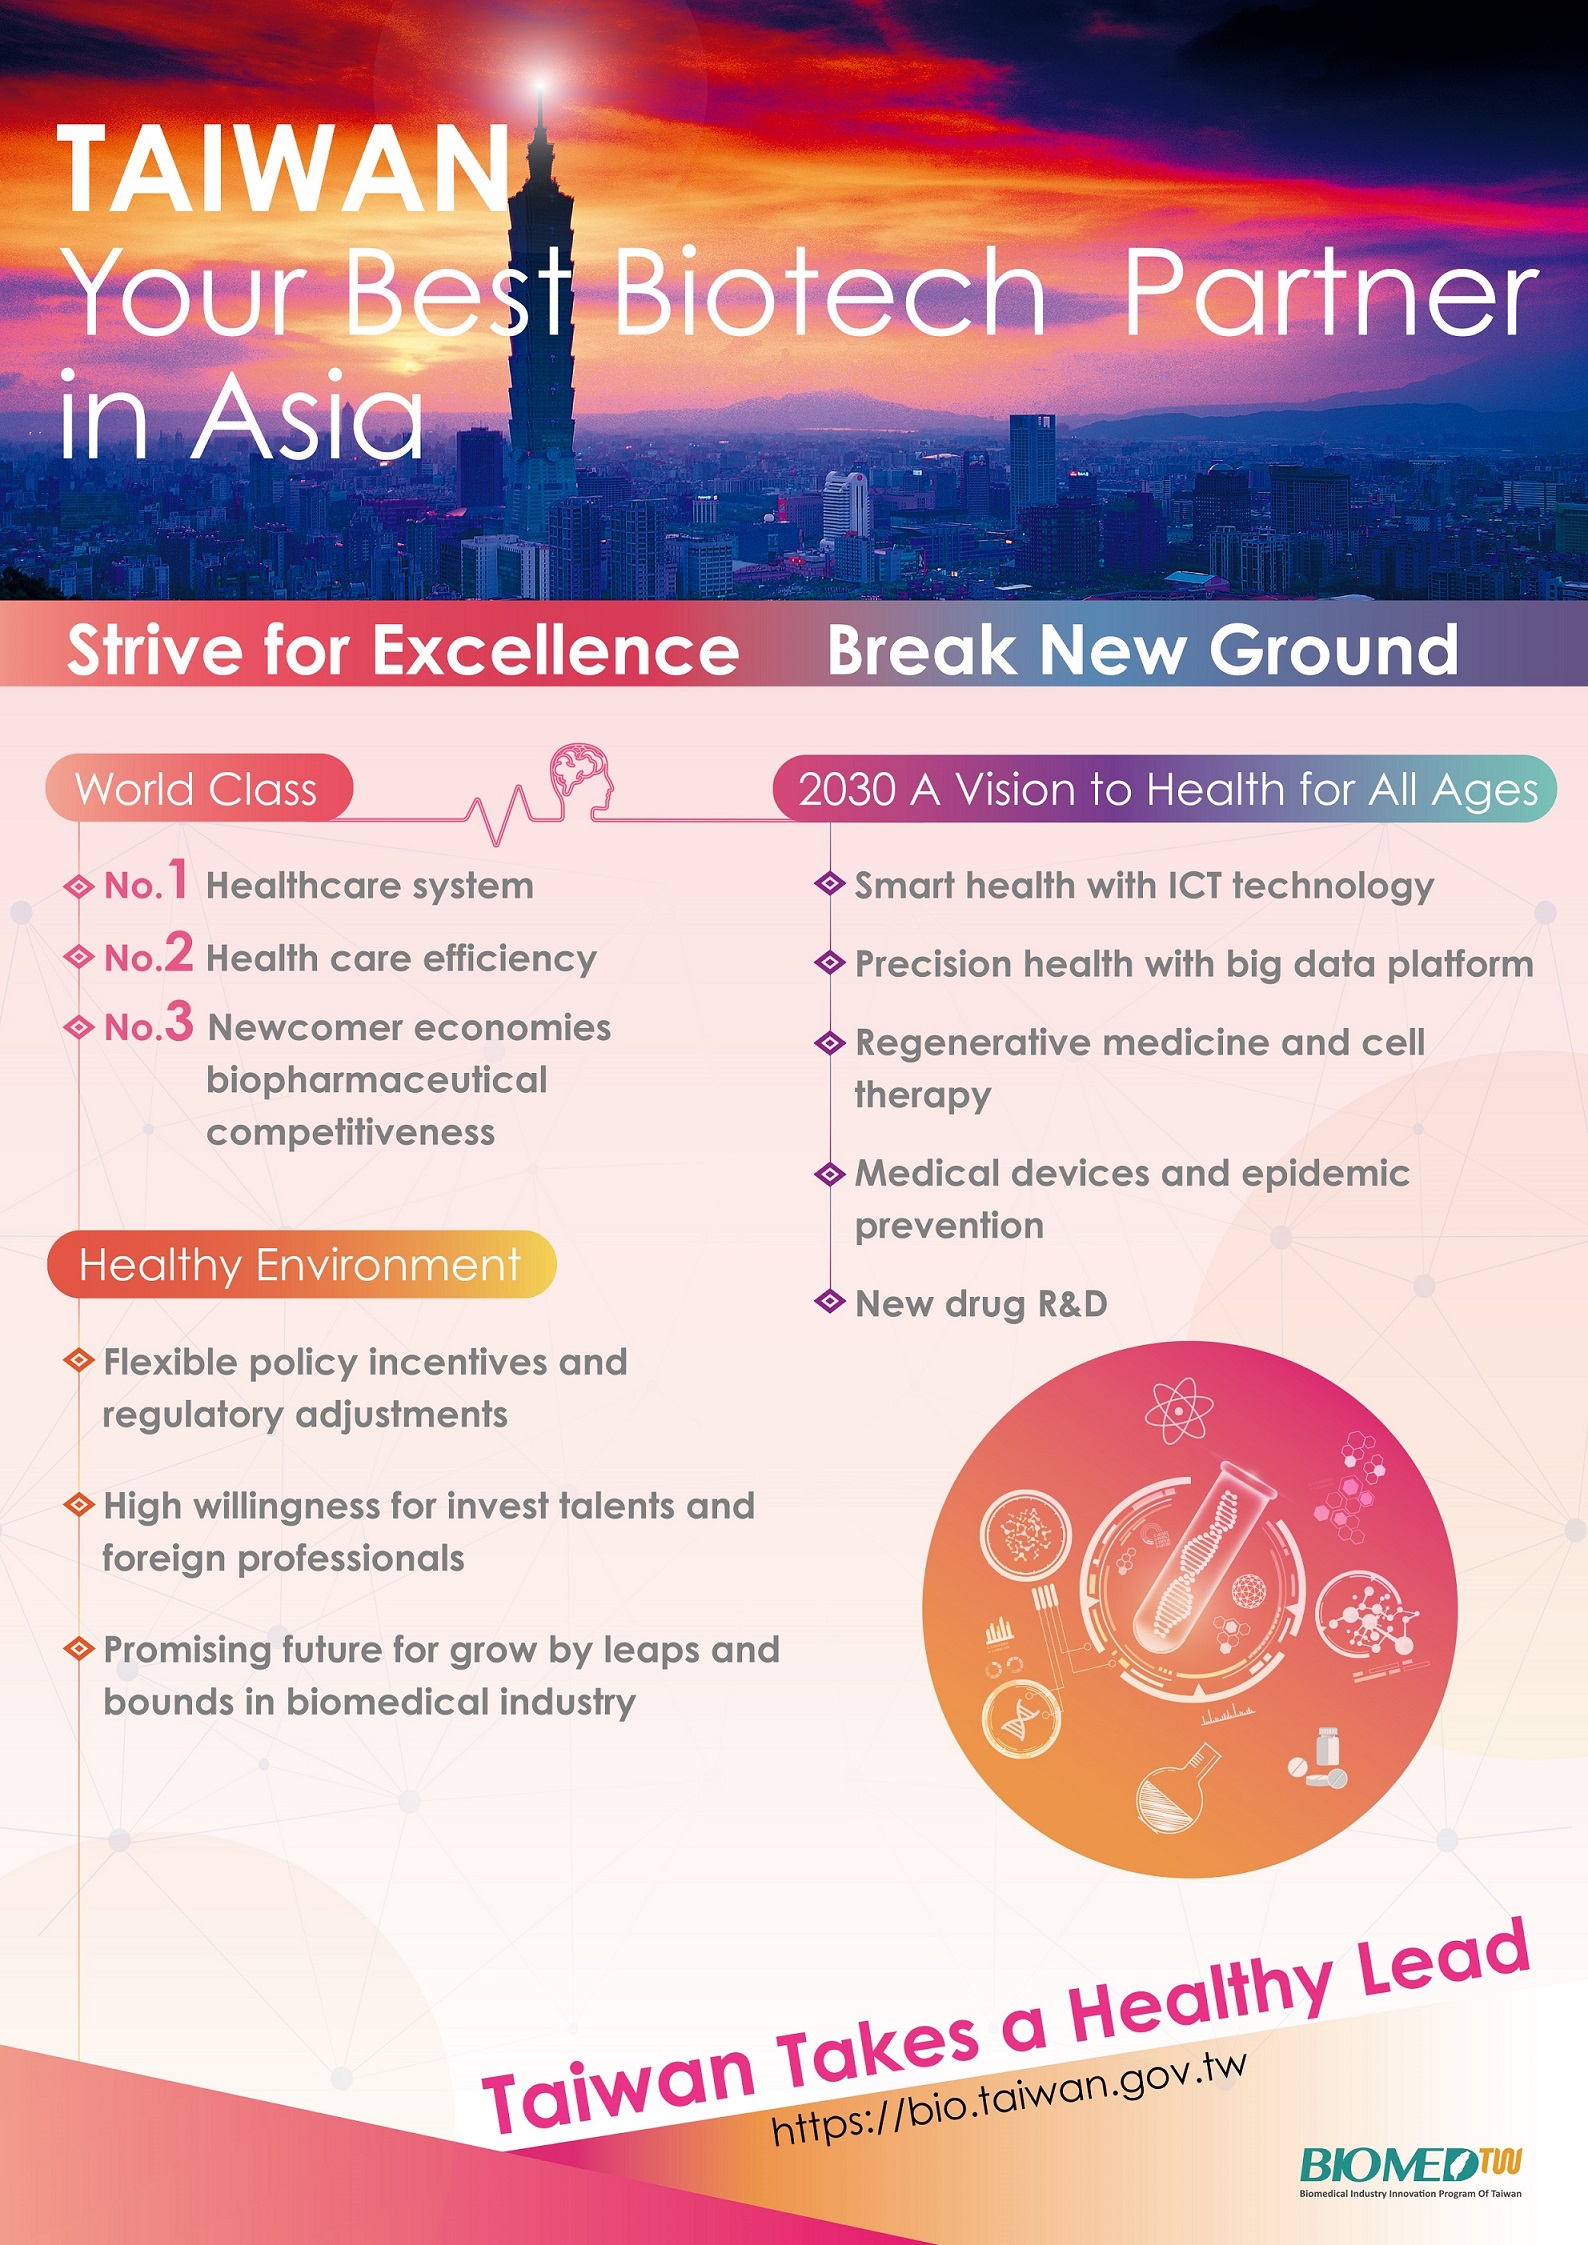 TAIWAN
Your Best Biotech Partner
in Asia
Strive for Excellence Break New Ground
World Class
No.1 Healthcare system
No.2 Health care efficiency
No.3 Newcomer economies
biopharmaceutical
competitiveness
Healthy Environment
Flexible policy incentives and
regulatory adjustments
High willingness for invest talents and
foreign professionals
Promising future for grow by leaps and
bounds in biomedical industry
2030 A Vision to Health for All Ages
Smart health with ICT technology
Precision health with big data platform
Regenerative medicine and cell
therapy
Medical devices and epidemic
prevention
New drug R&D
Taiwan Takes a Healthy Lead
https://bio.taiwan.gov.tw
BIOMEDTW
Biomedical Industry Innovation Program Of Taiwan